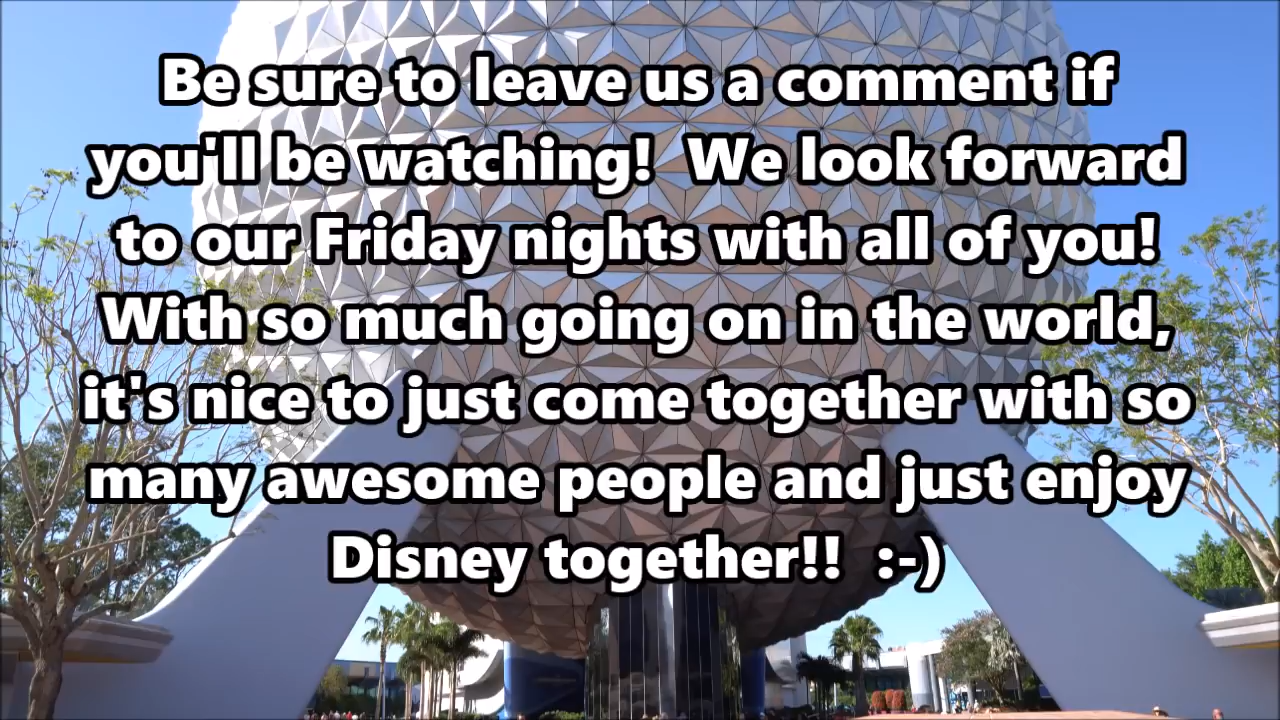 Be sure to leave us a comment if
you'll be watching!  We look forward
to our Friday nights with all of you!
With so much going on in the world,
it's nice to just come together with so
many awesome people and just enjoy
Disney together!!  :-)